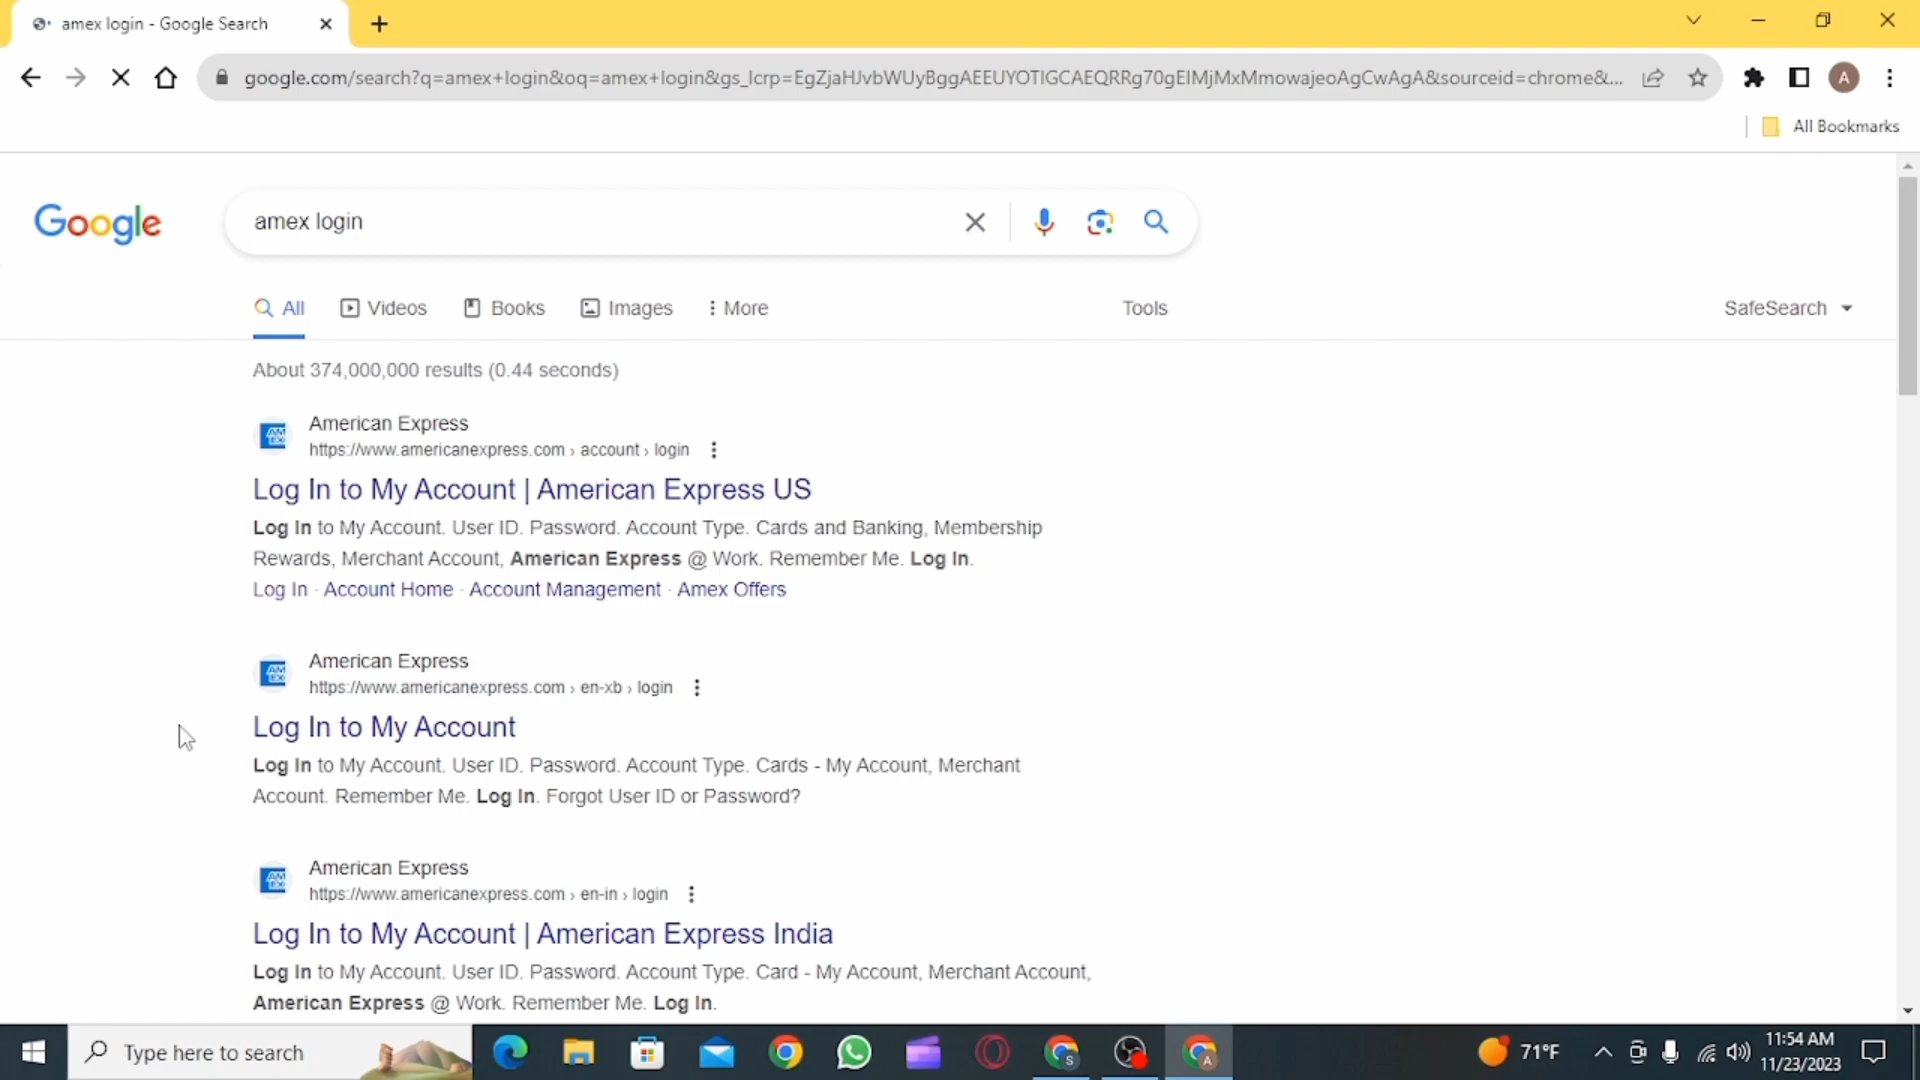 amex login - Google Search
google.com/search?q=amex+login&oq=amex+login&gs_lcrp=EgZjaHJvbWUyBggAEEUYOTIGCAEQRRg70gEIMjMxMmowajeoAgCwAgA&sourceid=chrome&...
A
All Bookmarks
Google
amex login
All
Videos
Books
Images
More
Tools
SafeSearch
About 374,000,000 results (0.44 seconds)
American Express
https://www.americanexpress.com › account › login
Log In to My Account | American Express US
Log In to My Account. User ID. Password. Account Type. Cards and Banking, Membership
Rewards, Merchant Account, American Express @ Work. Remember Me. Log In.
Log In · Account Home · Account Management · Amex Offers
American Express
https://www.americanexpress.com › en-xb › login
Log In to My Account
Log In to My Account. User ID. Password. Account Type. Cards - My Account, Merchant
Account. Remember Me. Log In. Forgot User ID or Password?
American Express
https://www.americanexpress.com › en-in › login
Log In to My Account | American Express India
Log In to My Account. User ID. Password. Account Type. Card - My Account, Merchant Account,
American Express @ Work. Remember Me. Log In.
Type here to search
S
A
71°F
11:54 AM
11/23/2023